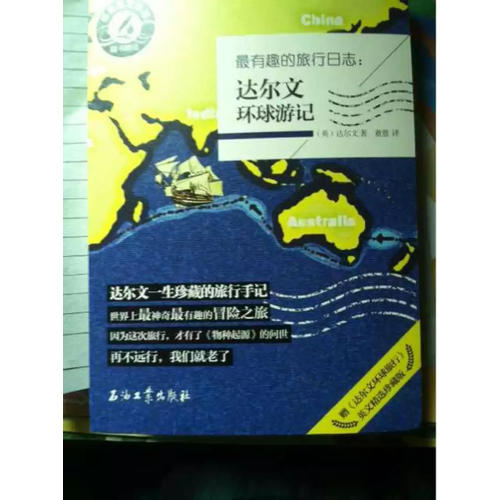 China
最有趣的旅行日志：
达尔文
环球游记
（英）达尔文 著
译
Indi
Australia
达尔文一生珍藏的旅行手记
世界上最神奇最有趣的冒险之旅
因为这次旅行，才有了《物种起源》的问世
再不远行，我们就老了
石油工业出版社
赠《达尔文环球旅行》
英文精选珍藏版